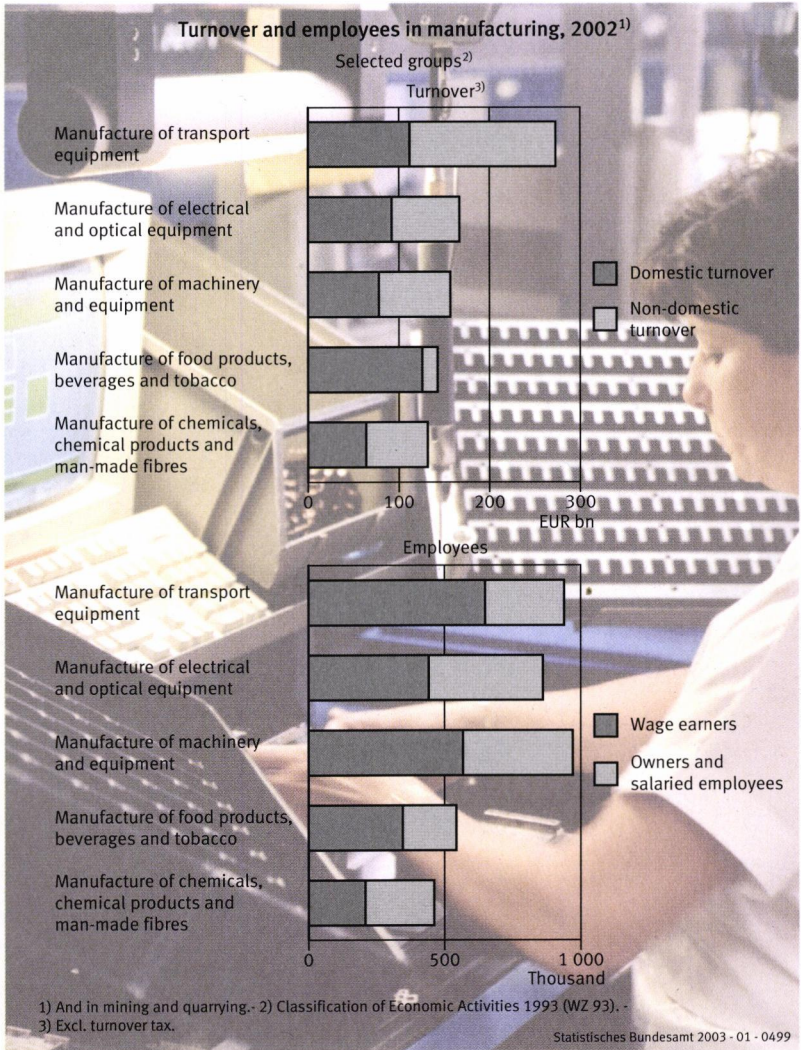 Turnover and employees in manufacturing, 2002¹⁾
Selected groups²⁾
Turnover³⁾
Manufacture of transport
equipment
Manufacture of electrical
and optical equipment
Manufacture of machinery
and equipment
Manufacture of food products,
beverages and tobacco
Manufacture of chemicals,
chemical products and
man-made fibres
Domestic turnover
Non-domestic
turnover
0 100 200 300
EUR bn
Employees
Manufacture of transport
equipment
Manufacture of electrical
and optical equipment
Manufacture of machinery
and equipment
Manufacture of food products,
beverages and tobacco
Manufacture of chemicals,
chemical products and
man-made fibres
Wage earners
Owners and
salaried employees
0 500 1 000
Thousand
1) And in mining and quarrying.- 2) Classification of Economic Activities 1993 (WZ 93). -
3) Excl. turnover tax.
Statistisches Bundesamt 2003 - 01 - 0499